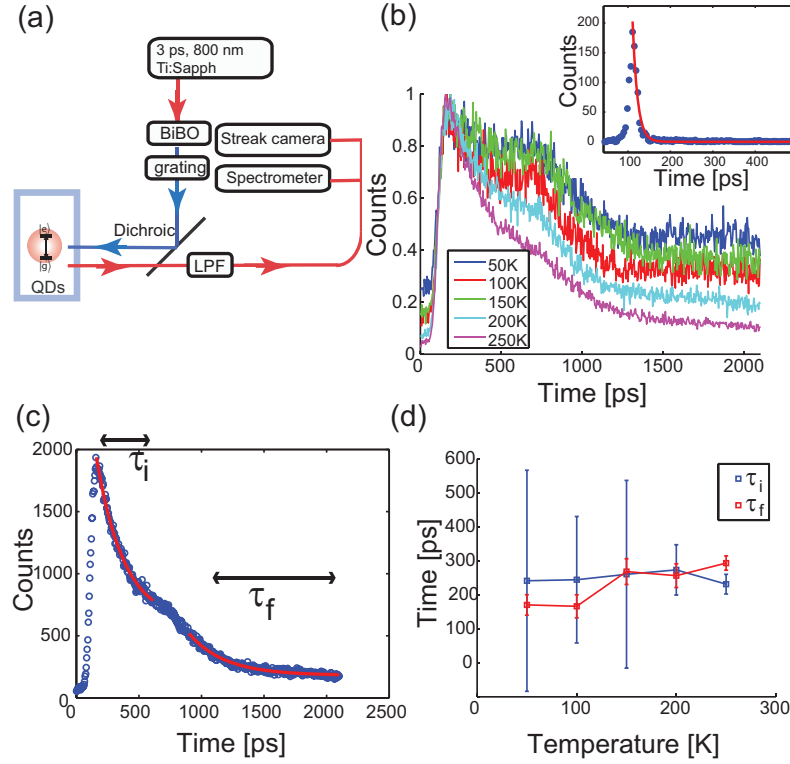 (a)
3 ps, 800 nm
Ti:Sapph
BiBO
grating
Streak camera
Spectrometer
Dichroic
|e⟩
|g⟩
QDs
LPF
(b)
Counts
1
0.8
0.6
0.4
0.2
0
0 500 1000 1500 2000
Time [ps]
50K
100K
150K
200K
250K
Counts
200
150
100
50
0
100 200 300 400
Time [ps]
(c)
Counts
2000
1500
1000
500
0
0 500 1000 1500 2000 2500
Time [ps]
τi
τf
(d)
Time [ps]
600
500
400
300
200
100
0
0 100 200 300
Temperature [K]
τi
τf